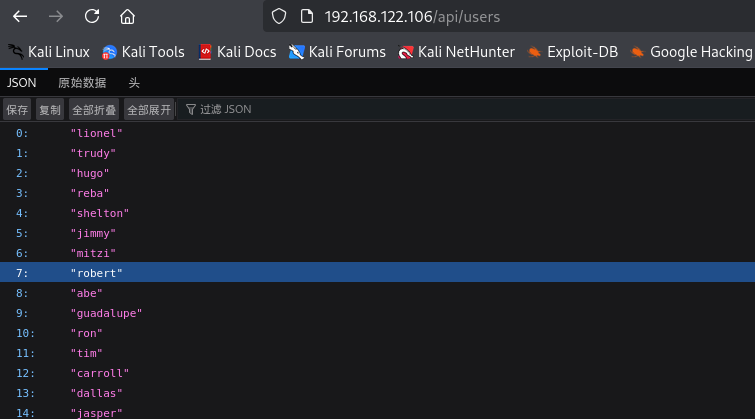 192.168.122.106/api/users
Kali Linux Kali Tools Kali Docs Kali Forums Kali NetHunter Exploit-DB Google Hacking
JSON 原始数据 头
保存 复制 全部折叠 全部展开 过滤 JSON
0: "lionel"
1: "trudy"
2: "hugo"
3: "reba"
4: "shelton"
5: "jimmy"
6: "mitzi"
7: "robert"
8: "abe"
9: "guadalupe"
10: "ron"
11: "tim"
12: "carroll"
13: "dallas"
14: "jasper"